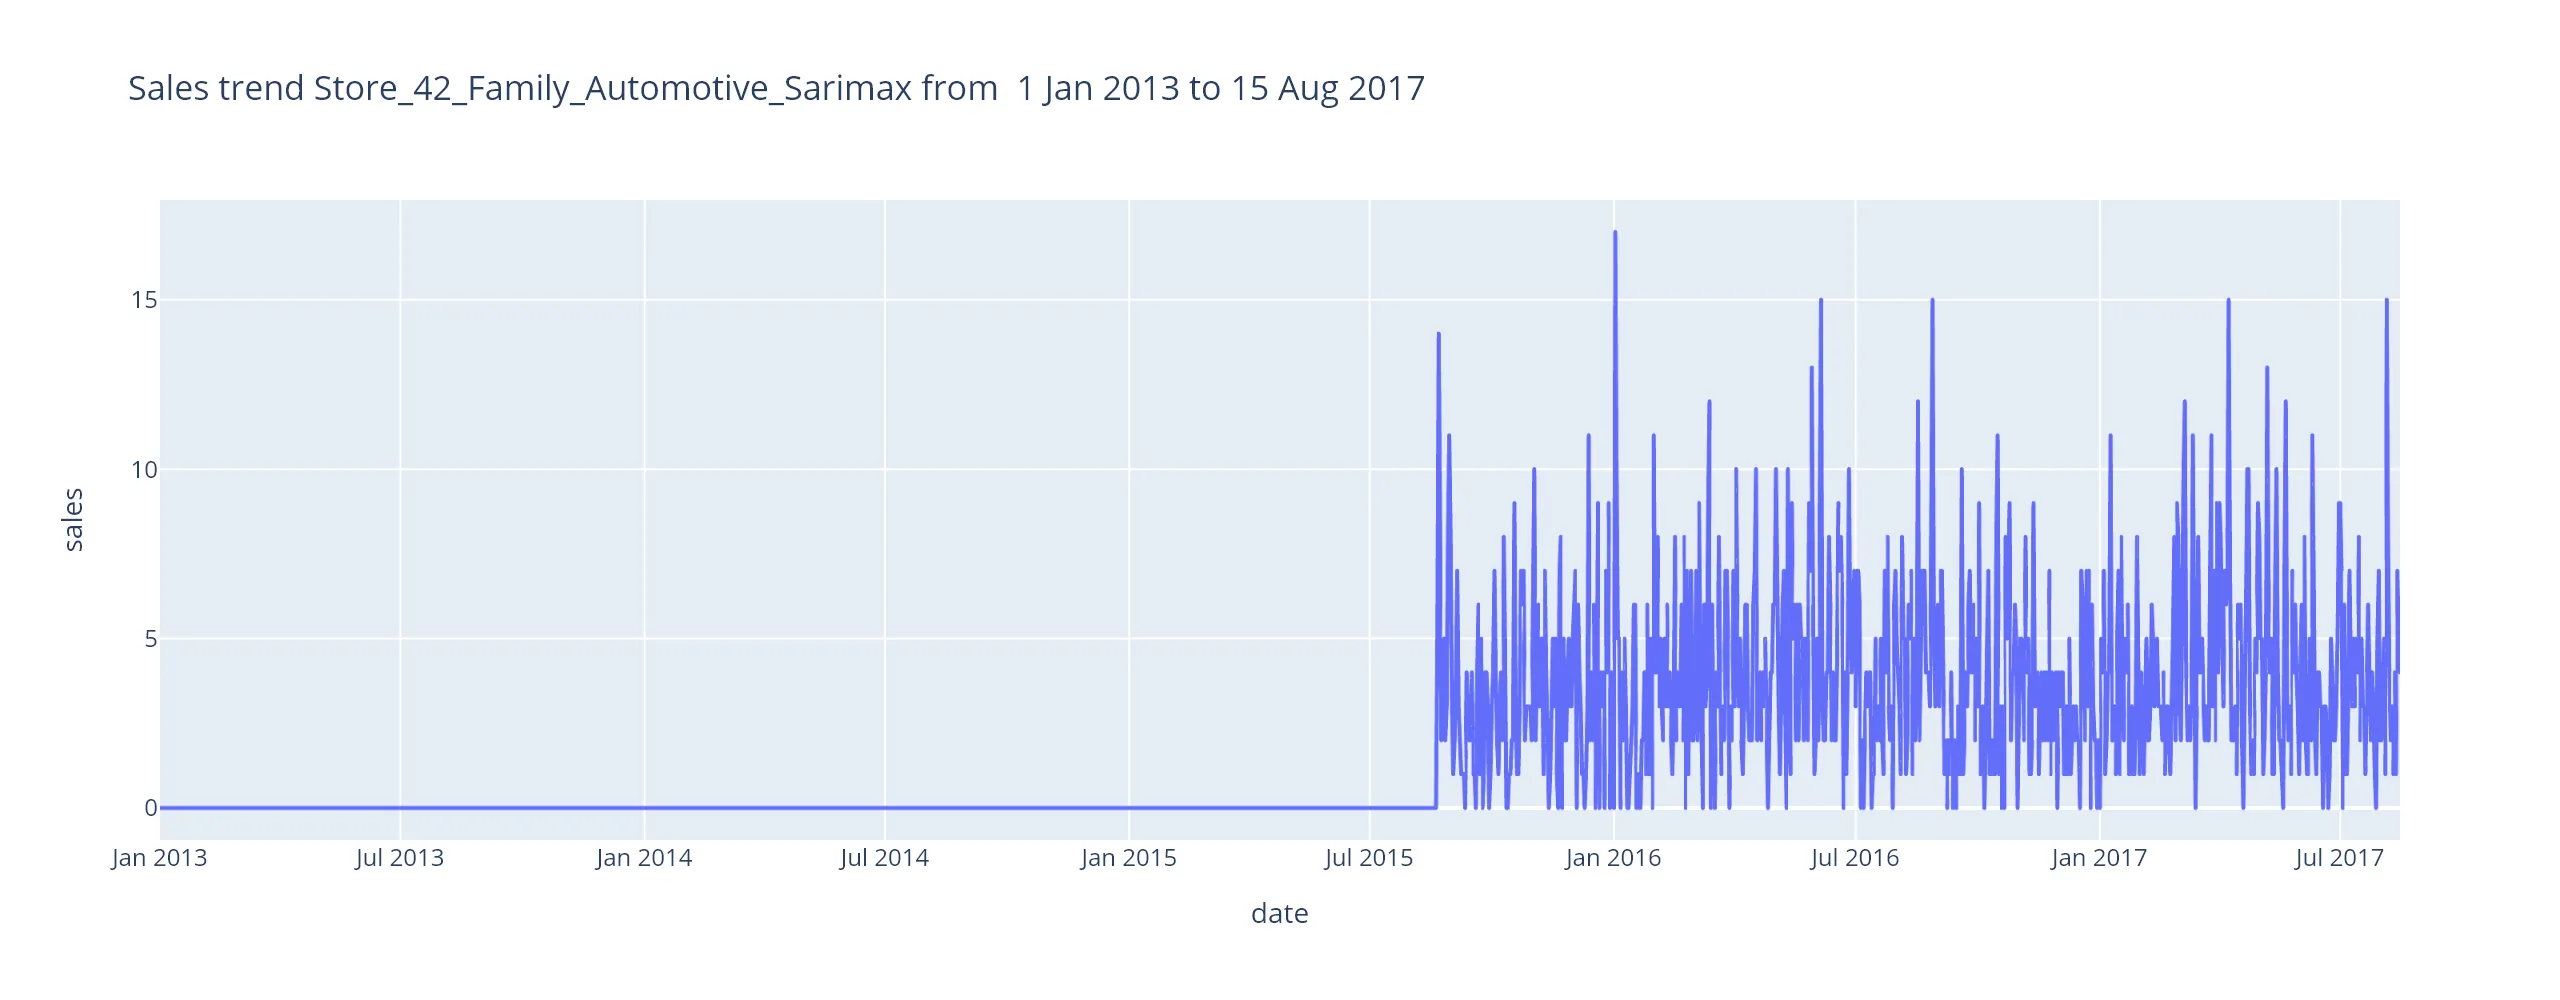 Sales trend Store_42_Family_Automotive_Sarimax from  1 Jan 2013 to 15 Aug 2017
15
10
5
0
sales
Jan 2013 Jul 2013 Jan 2014 Jul 2014 Jan 2015 Jul 2015 Jan 2016 Jul 2016 Jan 2017 Jul 2017
date